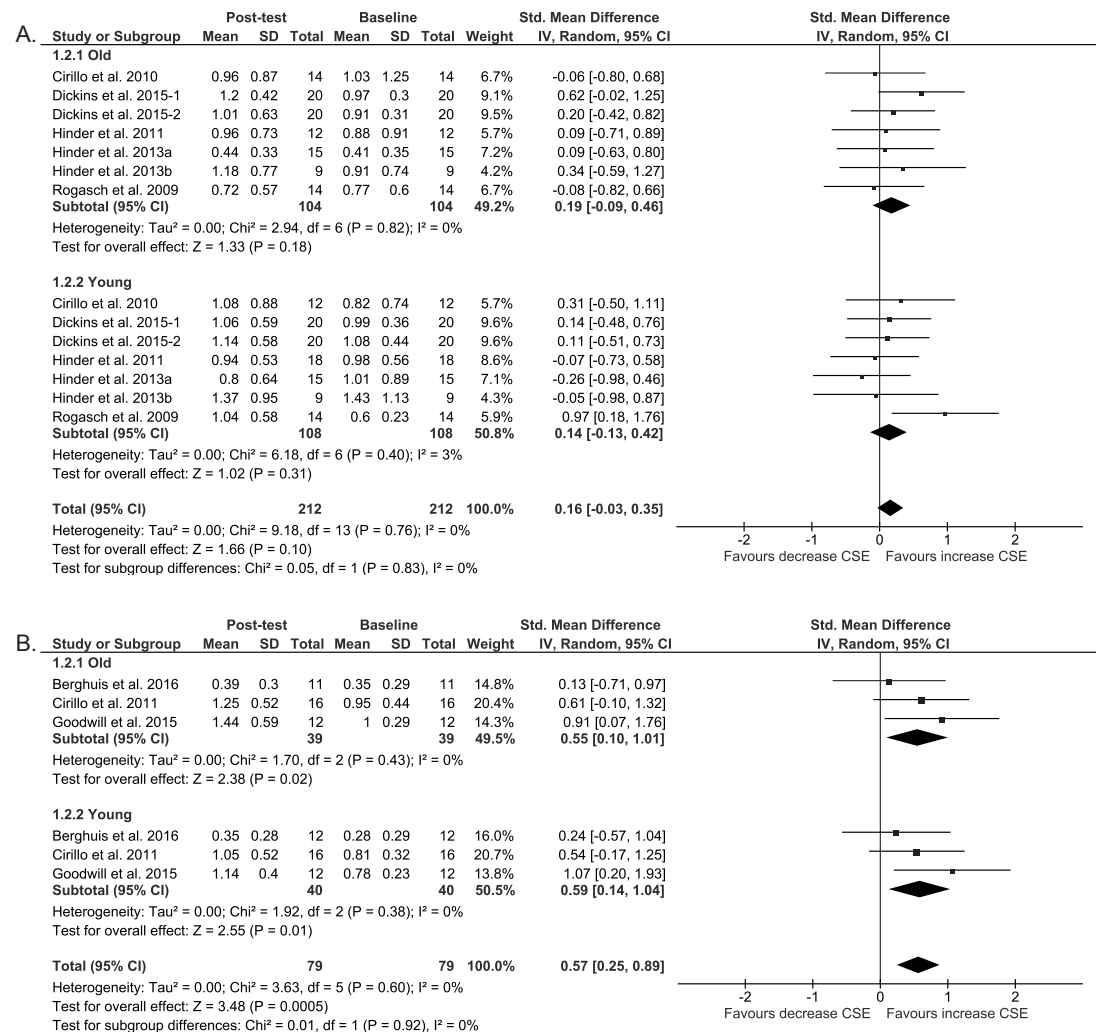 A.
Post-test Baseline Std. Mean Difference Std. Mean Difference
Study or Subgroup Mean SD Total Mean SD Total Weight IV, Random, 95% CI IV, Random, 95% CI
1.2.1 Old
Cirillo et al. 2010 0.96 0.87 14 1.03 1.25 14 6.7% -0.06 [-0.80, 0.68]
Dickins et al. 2015-1 1.2 0.42 20 0.97 0.3 20 9.1% 0.62 [-0.02, 1.25]
Dickins et al. 2015-2 1.01 0.63 20 0.91 0.31 20 9.5% 0.20 [-0.42, 0.82]
Hinder et al. 2011 0.96 0.73 12 0.88 0.91 12 5.7% 0.09 [-0.71, 0.89]
Hinder et al. 2013a 0.44 0.33 15 0.41 0.35 15 7.2% 0.09 [-0.63, 0.80]
Hinder et al. 2013b 1.18 0.77 9 0.91 0.74 9 4.2% 0.34 [-0.59, 1.27]
Rogasch et al. 2009 0.72 0.57 14 0.77 0.6 14 6.7% -0.08 [-0.82, 0.66]
Subtotal (95% CI) 104 104 49.2% 0.19 [-0.09, 0.46]
Heterogeneity: Tau² = 0.00; Chi² = 2.94, df = 6 (P = 0.82); I² = 0%
Test for overall effect: Z = 1.33 (P = 0.18)
1.2.2 Young
Cirillo et al. 2010 1.08 0.88 12 0.82 0.74 12 5.7% 0.31 [-0.50, 1.11]
Dickins et al. 2015-1 1.06 0.59 20 0.99 0.36 20 9.6% 0.14 [-0.48, 0.76]
Dickins et al. 2015-2 1.14 0.58 20 1.08 0.44 20 9.6% 0.11 [-0.51, 0.73]
Hinder et al. 2011 0.94 0.53 18 0.98 0.56 18 8.6% -0.07 [-0.73, 0.58]
Hinder et al. 2013a 0.8 0.64 15 1.01 0.89 15 7.1% -0.26 [-0.98, 0.46]
Hinder et al. 2013b 1.37 0.95 9 1.43 1.13 9 4.3% -0.05 [-0.98, 0.87]
Rogasch et al. 2009 1.04 0.58 14 0.6 0.23 14 5.9% 0.97 [0.18, 1.76]
Subtotal (95% CI) 108 108 50.8% 0.14 [-0.13, 0.42]
Heterogeneity: Tau² = 0.00; Chi² = 6.18, df = 6 (P = 0.40); I² = 3%
Test for overall effect: Z = 1.02 (P = 0.31)
Total (95% CI) 212 212 100.0% 0.16 [-0.03, 0.35]
Heterogeneity: Tau² = 0.00; Chi² = 9.18, df = 13 (P = 0.76); I² = 0%
Test for overall effect: Z = 1.66 (P = 0.10)
Test for subgroup differences: Chi² = 0.05, df = 1 (P = 0.83), I² = 0%
-2 -1 0 1 2
Favours decrease CSE Favours increase CSE
B.
Post-test Baseline Std. Mean Difference Std. Mean Difference
Study or Subgroup Mean SD Total Mean SD Total Weight IV, Random, 95% CI IV, Random, 95% CI
1.2.1 Old
Berghuis et al. 2016 0.39 0.3 11 0.35 0.29 11 14.8% 0.13 [-0.71, 0.97]
Cirillo et al. 2011 1.25 0.52 16 0.95 0.44 16 20.4% 0.61 [-0.10, 1.32]
Goodwill et al. 2015 1.44 0.59 12 1 0.29 12 14.3% 0.91 [0.07, 1.76]
Subtotal (95% CI) 39 39 49.5% 0.55 [0.10, 1.01]
Heterogeneity: Tau² = 0.00; Chi² = 1.70, df = 2 (P = 0.43); I² = 0%
Test for overall effect: Z = 2.38 (P = 0.02)
1.2.2 Young
Berghuis et al. 2016 0.35 0.28 12 0.28 0.29 12 16.0% 0.24 [-0.57, 1.04]
Cirillo et al. 2011 1.05 0.52 16 0.81 0.32 16 20.7% 0.54 [-0.17, 1.25]
Goodwill et al. 2015 1.14 0.4 12 0.78 0.23 12 13.8% 1.07 [0.20, 1.93]
Subtotal (95% CI) 40 40 50.5% 0.59 [0.14, 1.04]
Heterogeneity: Tau² = 0.00; Chi² = 1.92, df = 2 (P = 0.38); I² = 0%
Test for overall effect: Z = 2.55 (P = 0.01)
Total (95% CI) 79 79 100.0% 0.57 [0.25, 0.89]
Heterogeneity: Tau² = 0.00; Chi² = 3.63, df = 5 (P = 0.60); I² = 0%
Test for overall effect: Z = 3.48 (P = 0.0005)
Test for subgroup differences: Chi² = 0.01, df = 1 (P = 0.92), I² = 0%
-2 -1 0 1 2
Favours decrease CSE Favours increase CSE